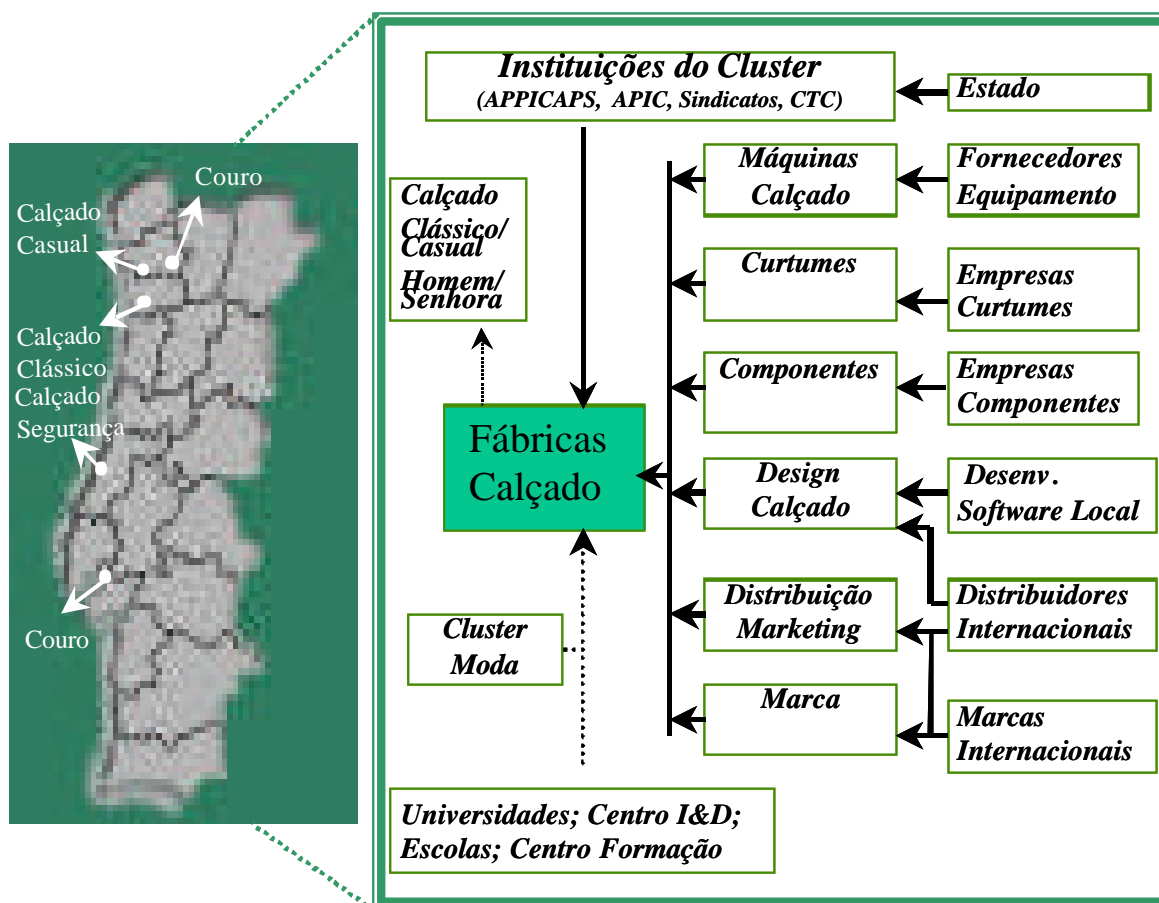 Couro
Calçado
Casual
Calçado
Clássico
Calçado
Segurança
Couro
Instituições do Cluster
(APPICAPS, APIC, Sindicatos, CTC)
Estado
Calçado
Clássico/
Casual
Homem/
Senhora
Máquinas
Calçado
Fornecedores
Equipamento
Curtumes
Empresas
Curtumes
Componentes
Empresas
Componentes
Fábricas
Calçado
Design
Calçado
Desenv.
Software Local
Cluster
Moda
Distribuição
Marketing
Distribuidores
Internacionais
Marca
Marcas
Internacionais
Universidades; Centro I&D;
Escolas; Centro Formação